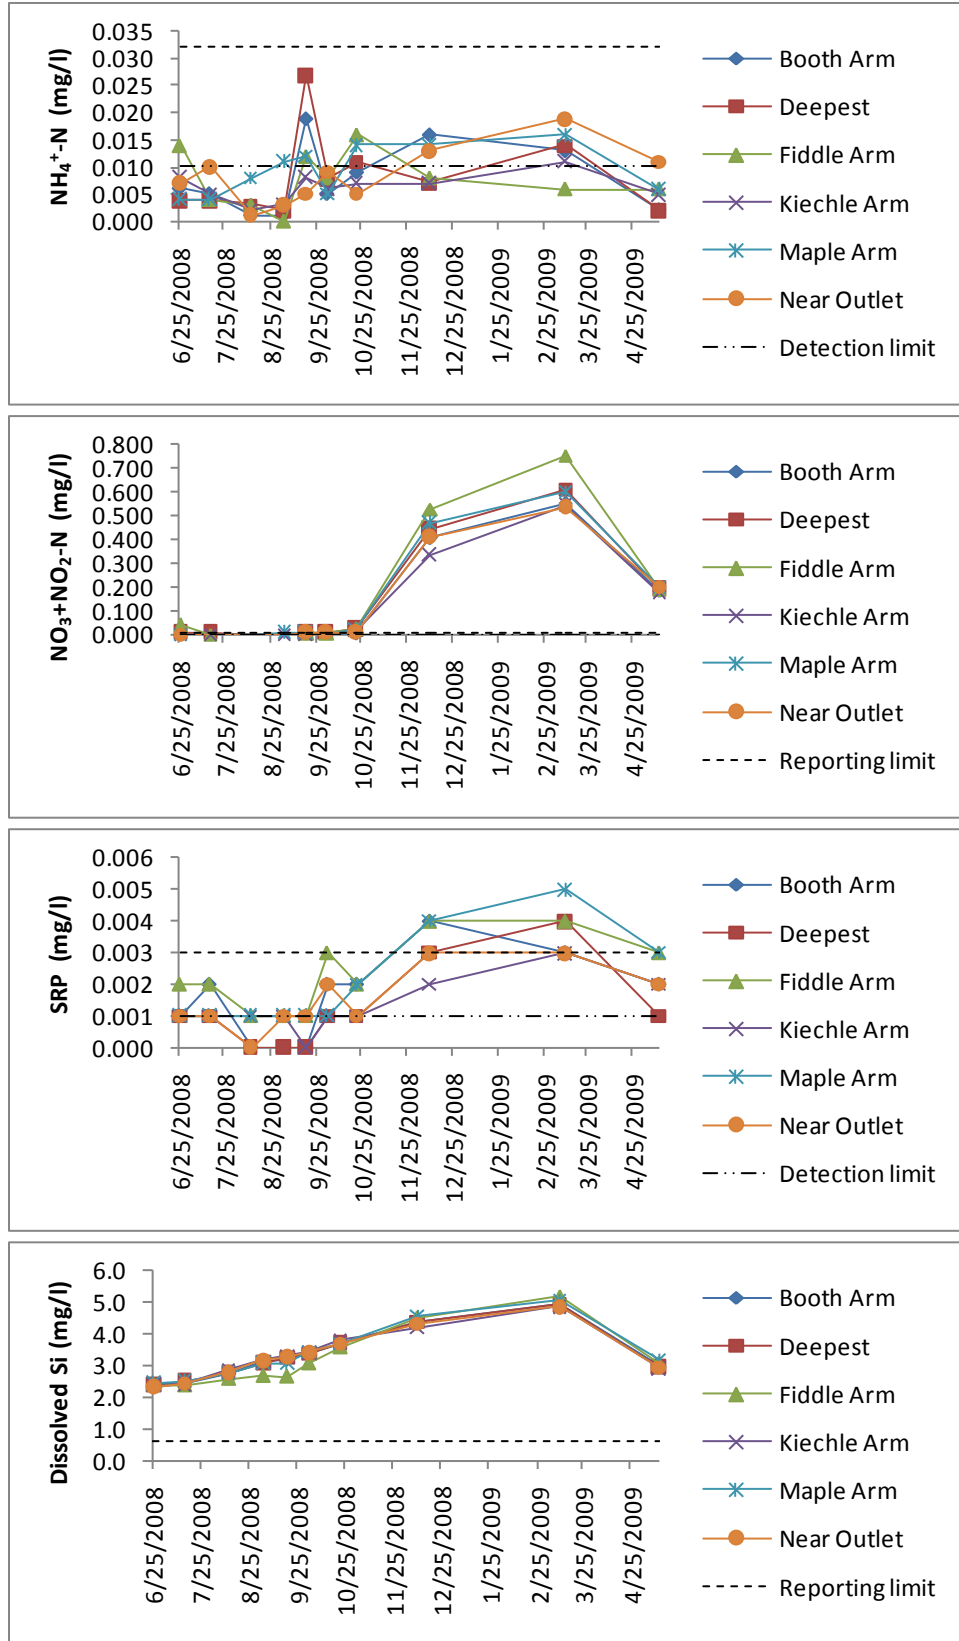 NH₄⁺-N (mg/l)
0.040
0.035
0.030
0.025
0.020
0.015
0.010
0.005
0.000
6/25/2008
7/25/2008
8/25/2008
9/25/2008
10/25/2008
11/25/2008
12/25/2008
1/25/2009
2/25/2009
3/25/2009
4/25/2009
Booth Arm
Deepest
Fiddle Arm
Kiechle Arm
Maple Arm
Near Outlet
Detection limit
NO₃+NO₂-N (mg/l)
0.800
0.700
0.600
0.500
0.400
0.300
0.200
0.100
0.000
6/25/2008
7/25/2008
8/25/2008
9/25/2008
10/25/2008
11/25/2008
12/25/2008
1/25/2009
2/25/2009
3/25/2009
4/25/2009
Booth Arm
Deepest
Fiddle Arm
Kiechle Arm
Maple Arm
Near Outlet
Reporting limit
SRP (mg/l)
0.006
0.005
0.004
0.003
0.002
0.001
0.000
6/25/2008
7/25/2008
8/25/2008
9/25/2008
10/25/2008
11/25/2008
12/25/2008
1/25/2009
2/25/2009
3/25/2009
4/25/2009
Booth Arm
Deepest
Fiddle Arm
Kiechle Arm
Maple Arm
Near Outlet
Detection limit
Dissolved Si (mg/l)
6.0
5.0
4.0
3.0
2.0
1.0
0.0
6/25/2008
7/25/2008
8/25/2008
9/25/2008
10/25/2008
11/25/2008
12/25/2008
1/25/2009
2/25/2009
3/25/2009
4/25/2009
Booth Arm
Deepest
Fiddle Arm
Kiechle Arm
Maple Arm
Near Outlet
Reporting limit